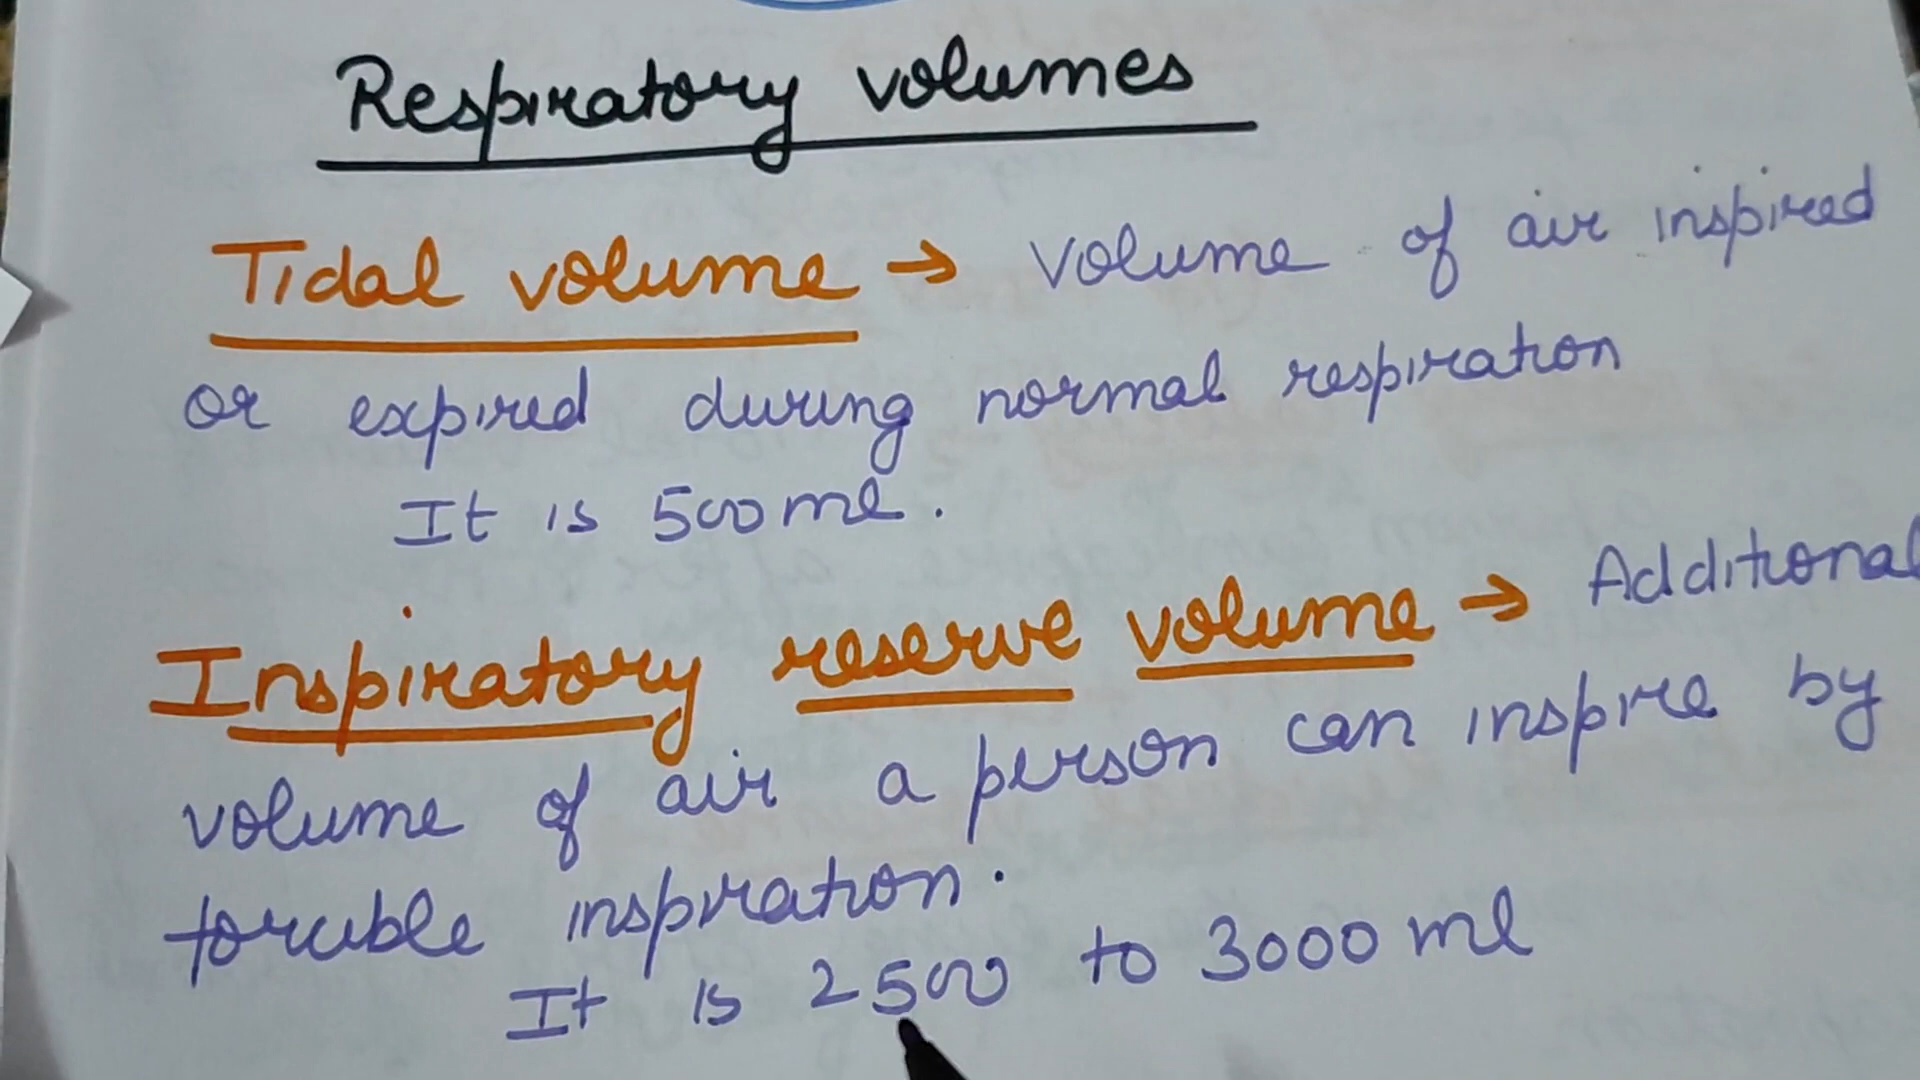 Respiratory volumes
Tidal volume → Volume of air inspired
or expired during normal respiration
It is 500 ml.
Inspiratory reserve volume → Additional
volume of air a person can inspire by
forcible inspiration.
It is 2500 to 3000 ml